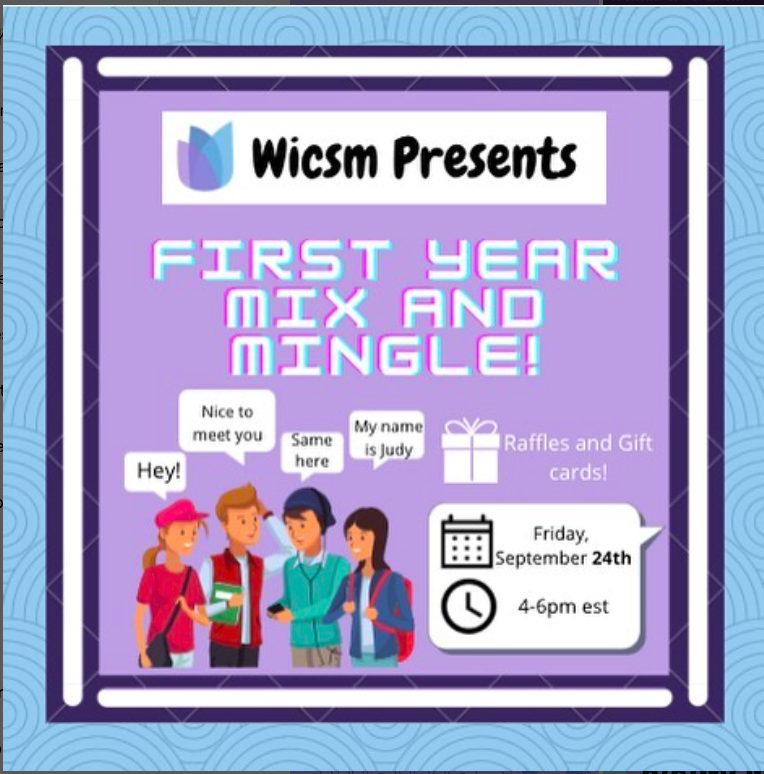 Wicsm Presents
FIRST YEAR
MIX AND
MINGLE!
Nice to
meet you
My name
is Judy
Same
here
Hey!
Raffles and Gift
cards!
Friday,
September 24th
4-6pm est